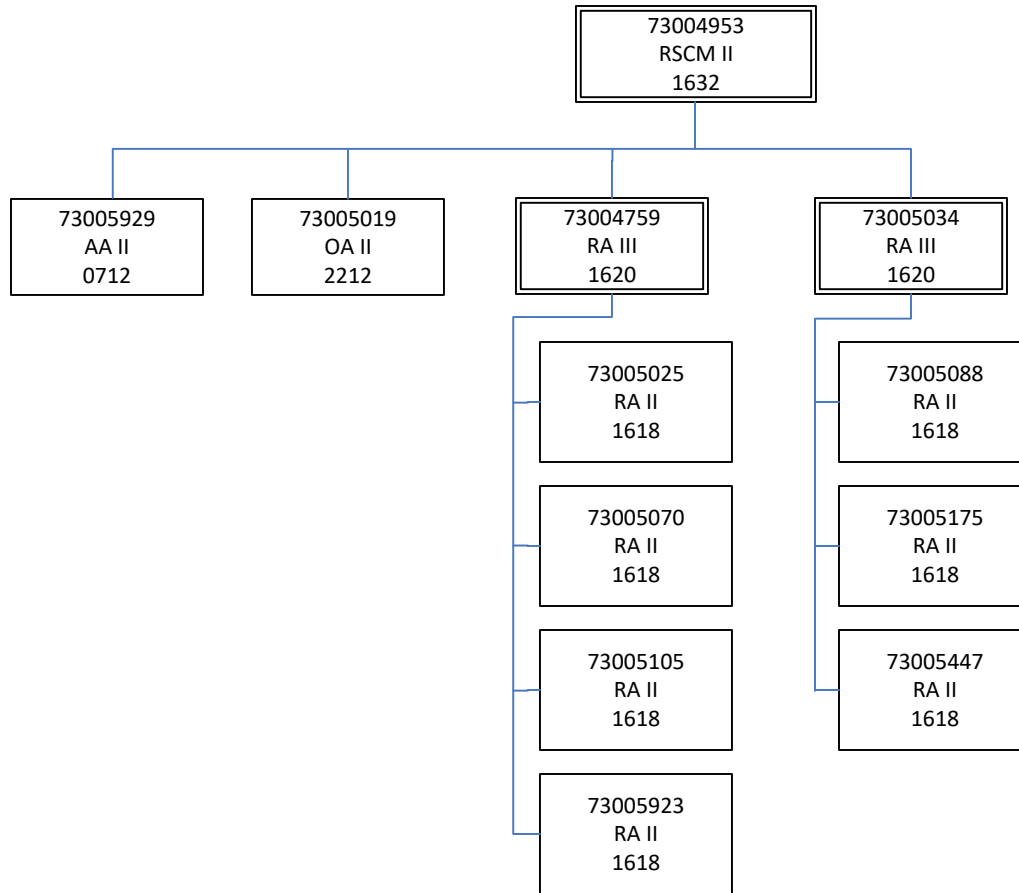 73004953
RSCM II
1632
73005929
AA II
0712
73005019
OA II
2212
73004759
RA III
1620
73005034
RA III
1620
73005025
RA II
1618
73005088
RA II
1618
73005070
RA II
1618
73005175
RA II
1618
73005105
RA II
1618
73005447
RA II
1618
73005923
RA II
1618